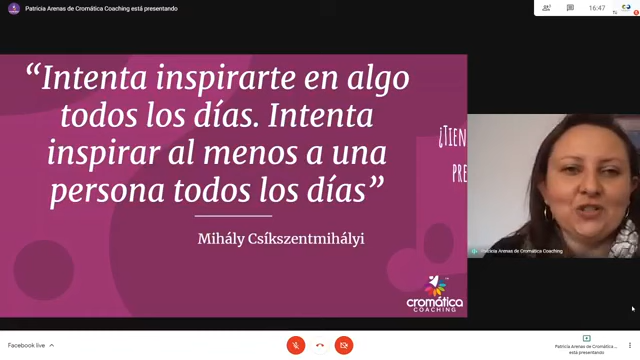 Patricia Arenas de Cromática Coaching está presentando
16:47
“Intenta inspirarte en algo
todos los días. Intenta
inspirar al menos a una
persona todos los días”
Mihály Csíkszentmihályi
¿TIEN
PRE
cromática
COACHING
Patricia Arenas de Cromática Coaching
Facebook live
Patricia Arenas de Cromática ...
está presentando